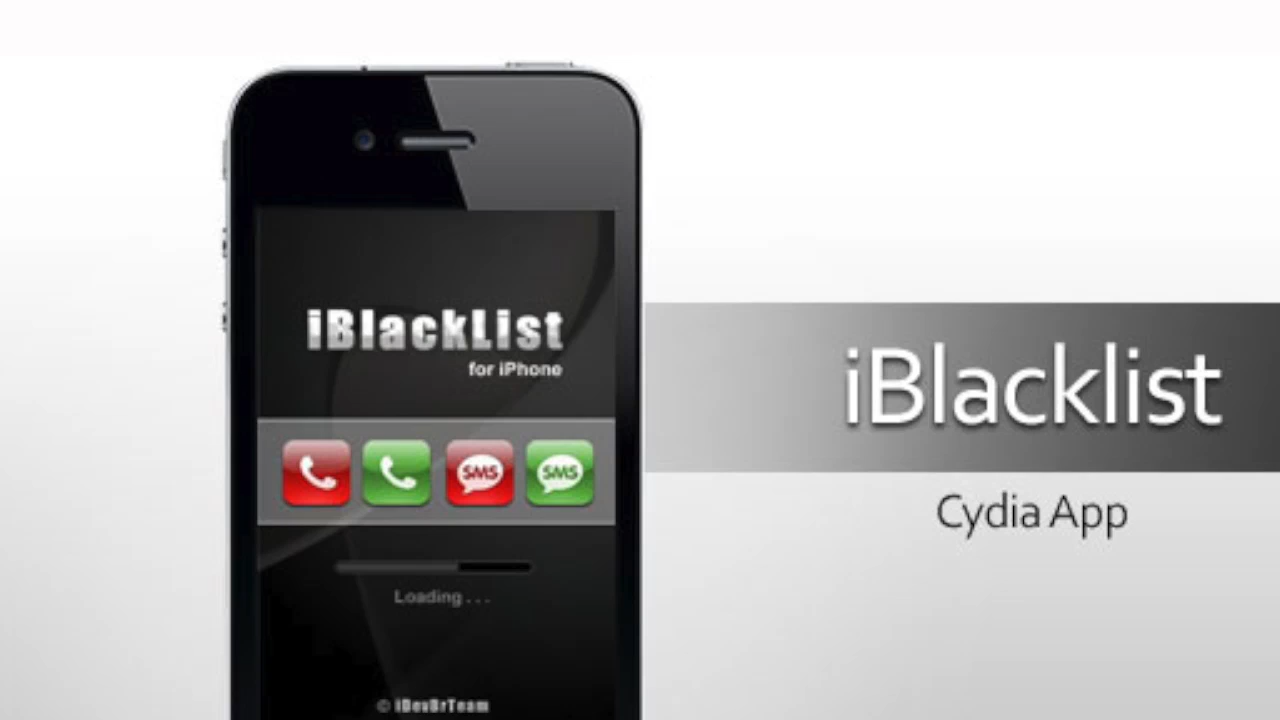 iBlackList
for iPhone
SMS
SMS
Loading...
© iDevBrTeam
iBlacklist
Cydia App